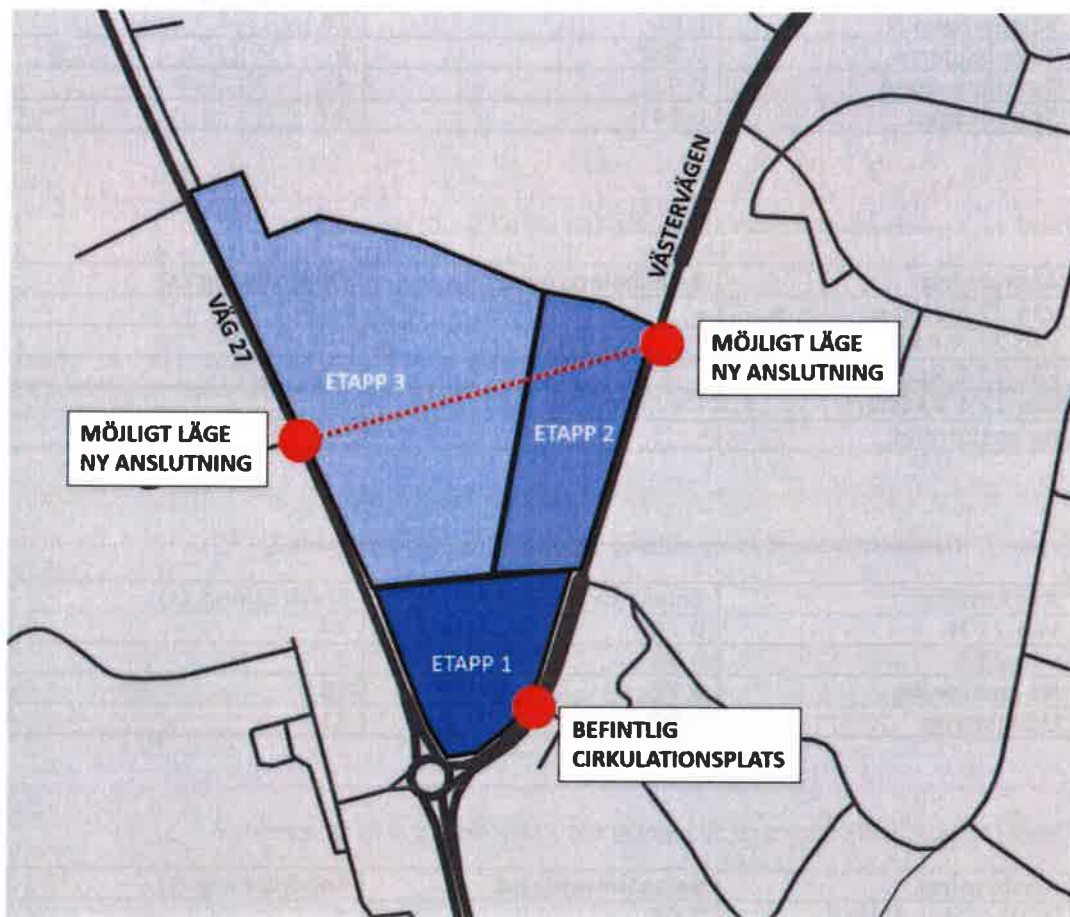 VÄSTERVÄGEN
VÄG 27
MÖJLIGT LÄGE
NY ANSLUTNING
ETAPP 3
ETAPP 2
MÖJLIGT LÄGE
NY ANSLUTNING
ETAPP 1
BEFINTLIG
CIRKULATIONSPLATS